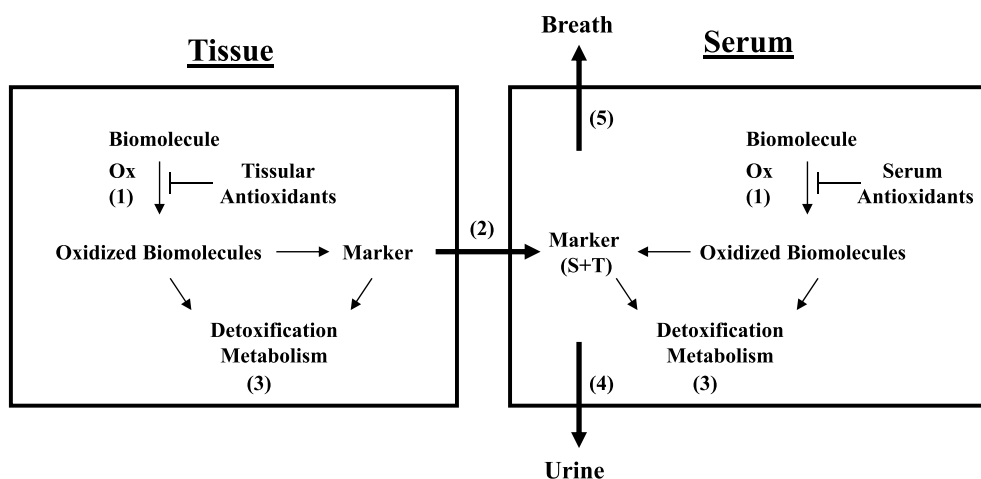 Tissue
Biomolecule
Ox
(1)
Tissular
Antioxidants
Oxidized Biomolecules
Marker
Detoxification
Metabolism
(3)
(2)
Breath
Serum
(5)
Biomolecule
Ox
(1)
Serum
Antioxidants
Marker
(S+T)
Oxidized Biomolecules
Detoxification
Metabolism
(3)
(4)
Urine